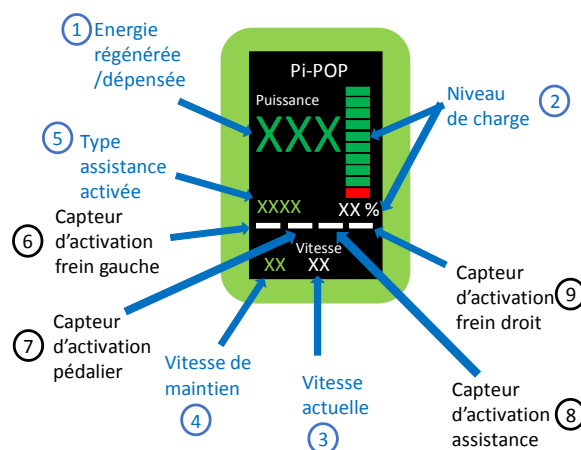 1 Energie
régénérée
/dépensée
Pi-POP
Puissance
XXX
Niveau
de charge 2
5 Type
assistance
activée
XXXX
XX %
6 Capteur
d'activation
frein gauche
Vitesse
XX XX
Capteur
d'activation 9
frein droit
7 Capteur
d'activation
pédalier
Vitesse de
maintien
4
Vitesse
actuelle
3
Capteur
d'activation 8
assistance